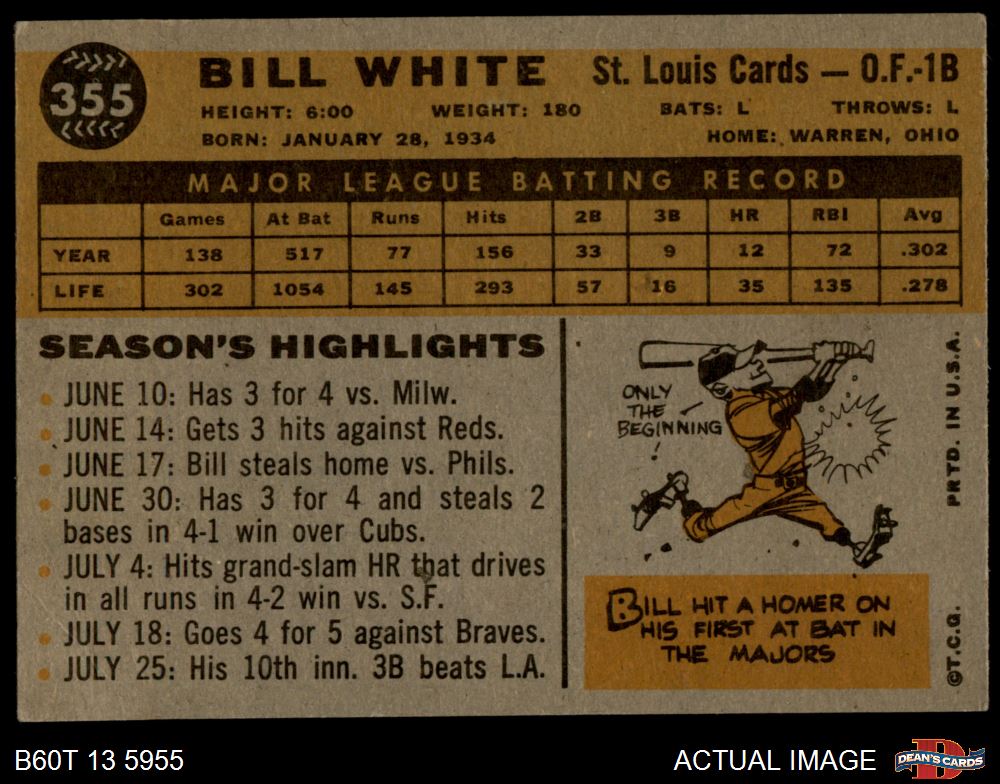 355
BILL WHITE St. Louis Cards — O.F.-1B
HEIGHT: 6:00 WEIGHT: 180 BATS: L THROWS: L
BORN: JANUARY 28, 1934 HOME: WARREN, OHIO
MAJOR LEAGUE BATTING RECORD
Games At Bat Runs Hits 2B 3B HR RBI Avg
YEAR 138 517 77 156 33 9 12 72 .302
LIFE 302 1054 145 293 57 16 35 135 .278
SEASON'S HIGHLIGHTS
• JUNE 10: Has 3 for 4 vs. Milw.
• JUNE 14: Gets 3 hits against Reds.
• JUNE 17: Bill steals home vs. Phils.
• JUNE 30: Has 3 for 4 and steals 2
bases in 4-1 win over Cubs.
• JULY 4: Hits grand-slam HR that drives
in all runs in 4-2 win vs. S.F.
• JULY 18: Goes 4 for 5 against Braves.
• JULY 25: His 10th inn. 3B beats L.A.
ONLY
THE
BEGINNING
!
BILL HIT A HOMER ON
HIS FIRST AT BAT IN
THE MAJORS
©T.C.G. PRTD. IN U.S.A.
B60T 13 5955 ACTUAL IMAGE
D
DEAN'S CARDS